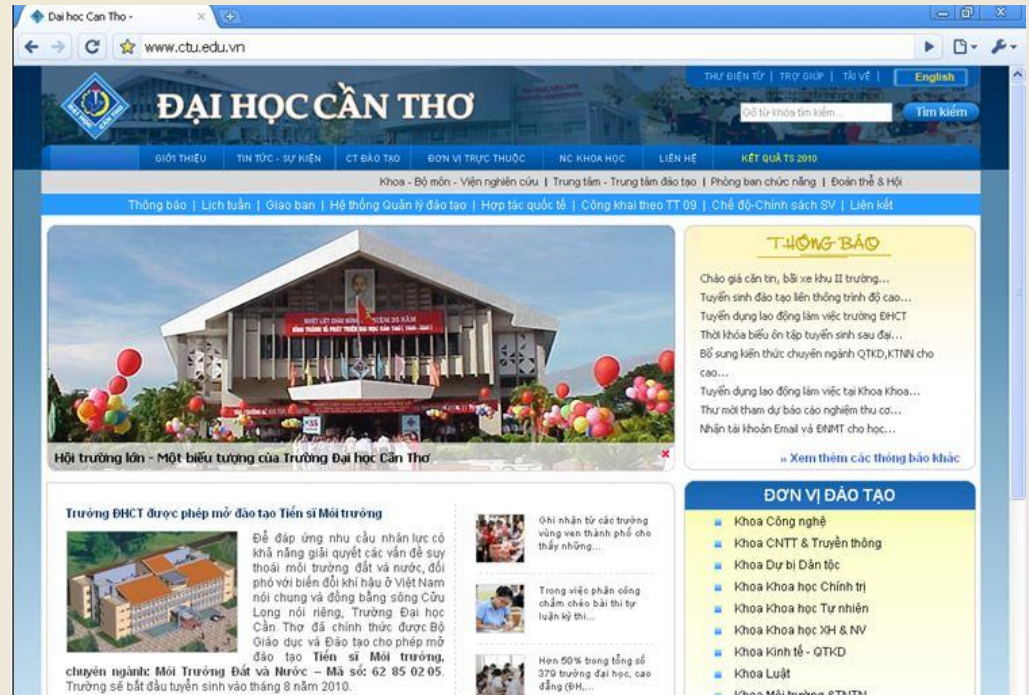 Dai hoc Can Tho -
www.ctu.edu.vn
THƯ ĐIỆN TỬ | TRỢ GIÚP | TẢI VỀ | English
ĐẠI HỌC CẦN THƠ
Gõ từ khóa tìm kiếm... Tìm kiếm
GIỚI THIỆU TIN TỨC - SỰ KIỆN CT ĐÀO TẠO ĐƠN VỊ TRỰC THUỘC NC KHOA HỌC LIÊN HỆ KẾT QUẢ TS 2010
Khoa - Bộ môn - Viện nghiên cứu | Trung tâm - Trung tâm đào tạo | Phòng ban chức năng | Đoàn thể & Hội
Thông báo | Lịch tuần | Giao ban | Hệ thống Quản lý đào tạo | Hợp tác quốc tế | Công khai theo TT 09 | Chế độ-Chính sách SV | Liên kết
Hội trường lớn - Một biểu tượng của Trường Đại học Cần Thơ
THÔNG BÁO
Chào giá căn tin, bãi xe khu II trường...
Tuyển sinh đào tạo liên thông trình độ cao...
Tuyển dụng lao động làm việc trường ĐHCT
Thời khóa biểu ôn tập tuyển sinh sau đại...
Bổ sung kiến thức chuyên ngành QTKD,KTNN cho
cao...
Tuyển dụng lao động làm việc tại Khoa Khoa...
Thư mời tham dự báo cáo nghiệm thu cơ...
Nhận tài khoản Email và ĐNMT cho học...
» Xem thêm các thông báo khác
Trường ĐHCT được phép mở đào tạo Tiến sĩ Môi trường
Để đáp ứng nhu cầu nhân lực có
khả năng giải quyết các vấn đề suy
thoái môi trường đất và nước, đối
phó với biến đổi khí hậu ở Việt Nam
nói chung và đồng bằng sông Cửu
Long nói riêng, Trường Đại học
Cần Thơ đã chính thức được Bộ
Giáo dục và Đào tạo cho phép mở
đào tạo Tiến sĩ Môi trường,
chuyên ngành: Môi Trường Đất và Nước – Mã số: 62 85 02 05.
Trường sẽ bắt đầu tuyển sinh vào tháng 8 năm 2010.
Ghi nhận từ các trường
vùng ven thành phố cho
thấy những...
Trong việc phân công
chấm chéo bài thi tự
luận kỳ thi...
Hơn 50% trong tổng số
379 trường đại học, cao
đẳng (ĐH,...
ĐƠN VỊ ĐÀO TẠO
Khoa Công nghệ
Khoa CNTT & Truyền thông
Khoa Dự bị Dân tộc
Khoa Khoa học Chính trị
Khoa Khoa học Tự nhiên
Khoa Khoa học XH & NV
Khoa Kinh tế - QTKD
Khoa Luật
Khoa Môi trường &TNTN